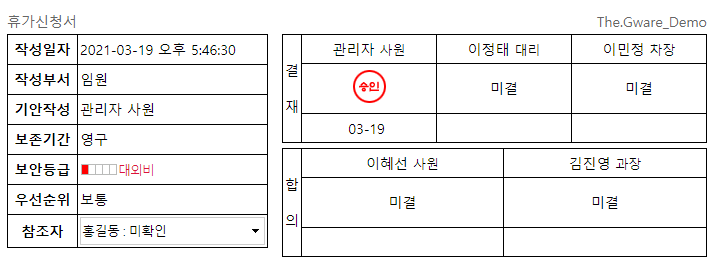 휴가신청서
The.Gware_Demo
작성일자 2021-03-19 오후 5:46:30
작성부서 임원
기안작성 관리자 사원
보존기간 영구
보안등급 대외비
우선순위 보통
참조자 홍길동 : 미확인
결재
관리자 사원 이정태 대리 이민정 차장
승인 미결 미결
03-19
합의
이혜선 사원 김진영 과장
미결 미결